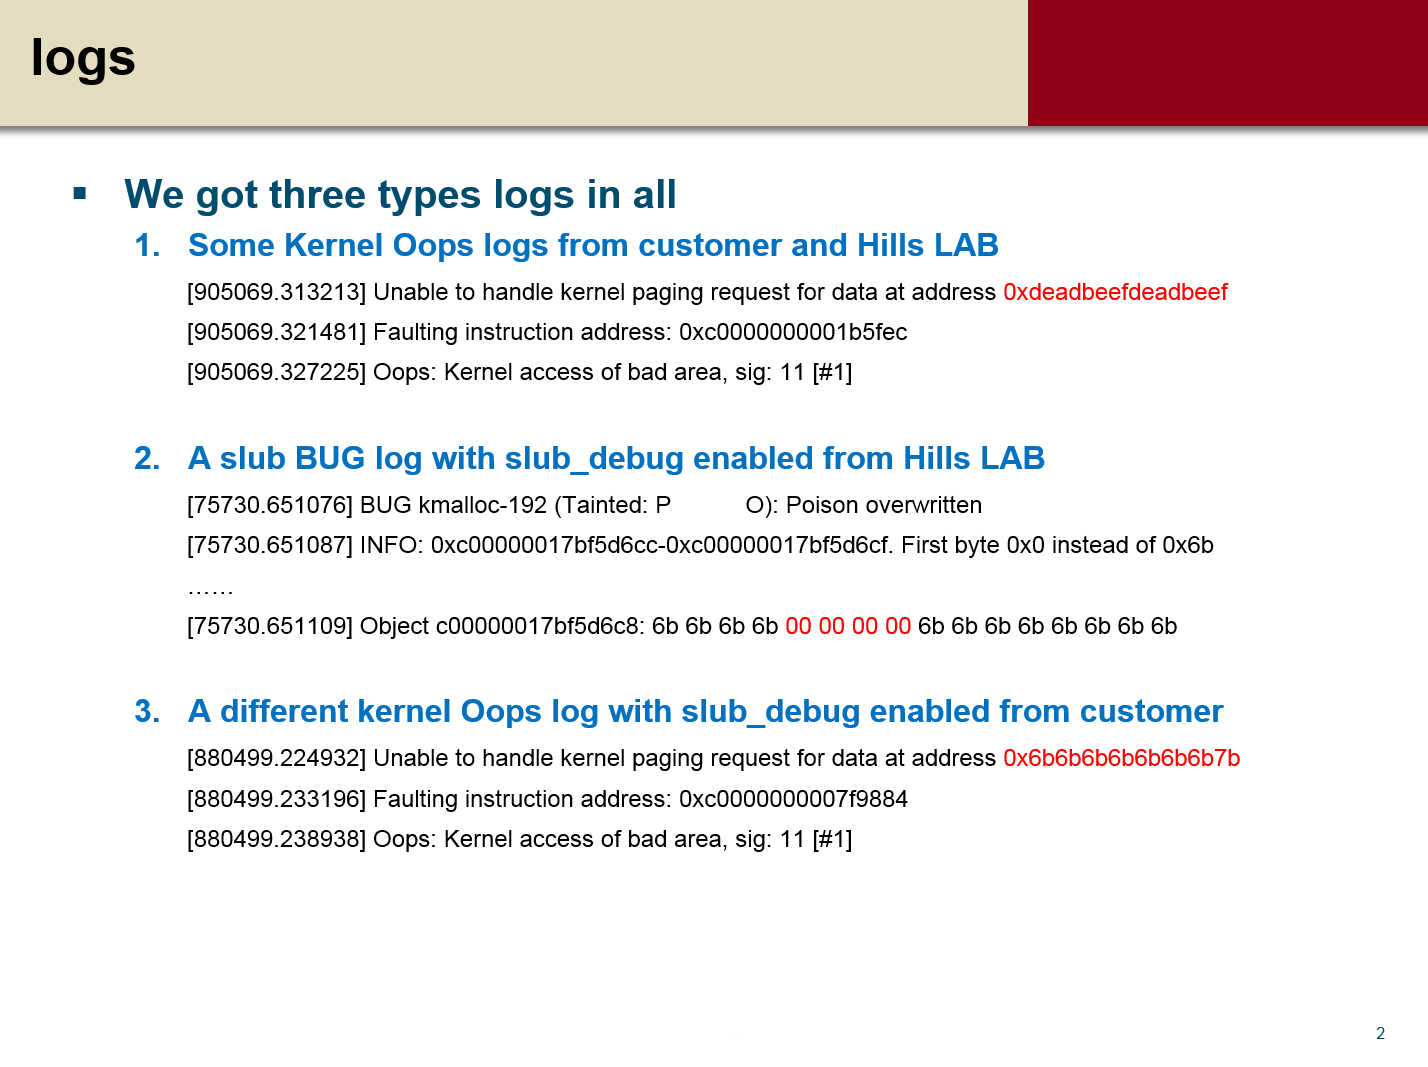 logs
▪ We got three types logs in all
1. Some Kernel Oops logs from customer and Hills LAB
[905069.313213] Unable to handle kernel paging request for data at address 0xdeadbeefdeadbeef
[905069.321481] Faulting instruction address: 0xc0000000001b5fec
[905069.327225] Oops: Kernel access of bad area, sig: 11 [#1]
2. A slub BUG log with slub_debug enabled from Hills LAB
[75730.651076] BUG kmalloc-192 (Tainted: P           O): Poison overwritten
[75730.651087] INFO: 0xc00000017bf5d6cc-0xc00000017bf5d6cf. First byte 0x0 instead of 0x6b
……
[75730.651109] Object c00000017bf5d6c8: 6b 6b 6b 6b 00 00 00 00 6b 6b 6b 6b 6b 6b 6b 6b
3. A different kernel Oops log with slub_debug enabled from customer
[880499.224932] Unable to handle kernel paging request for data at address 0x6b6b6b6b6b6b6b7b
[880499.233196] Faulting instruction address: 0xc0000000007f9884
[880499.238938] Oops: Kernel access of bad area, sig: 11 [#1]
2